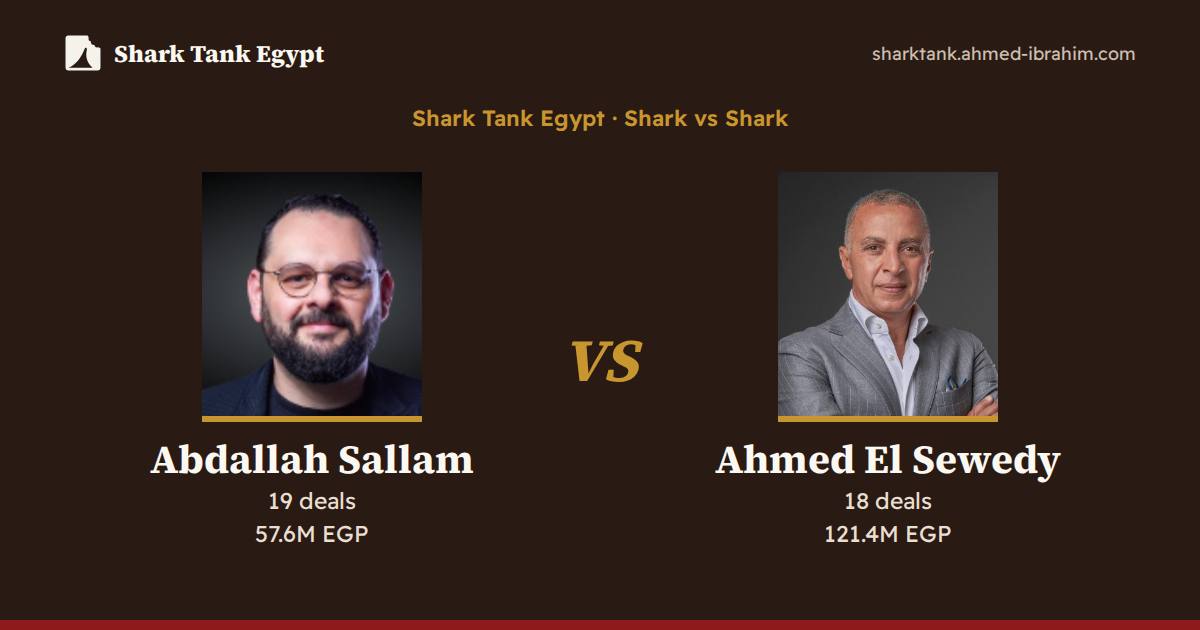 Shark Tank Egypt
sharktank.ahmed-ibrahim.com
Shark Tank Egypt · Shark vs Shark
VS
Abdallah Sallam
19 deals
57.6M EGP
Ahmed El Sewedy
18 deals
121.4M EGP